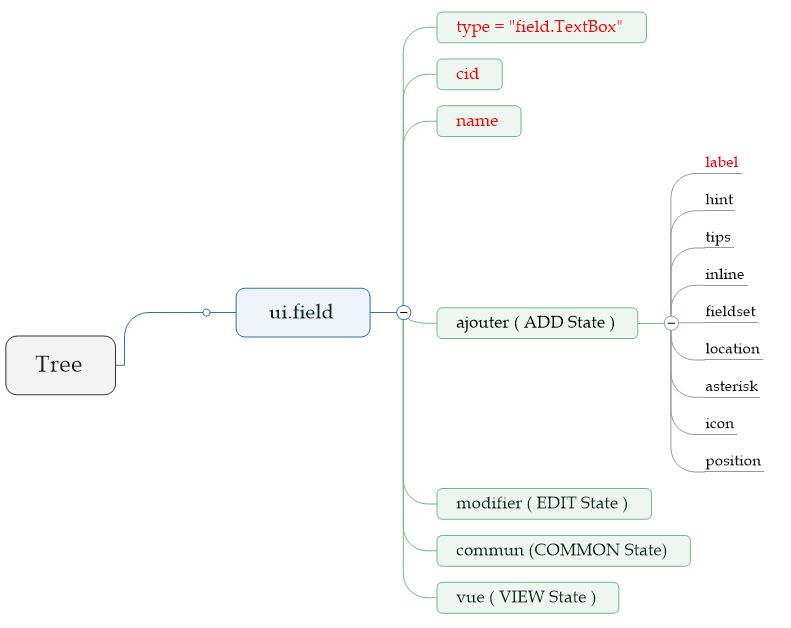 Tree
ui.field
type = "field.TextBox"
cid
name
ajouter ( ADD State )
label
hint
tips
inline
fieldset
location
asterisk
icon
position
modifier ( EDIT State )
commun (COMMON State)
vue ( VIEW State )